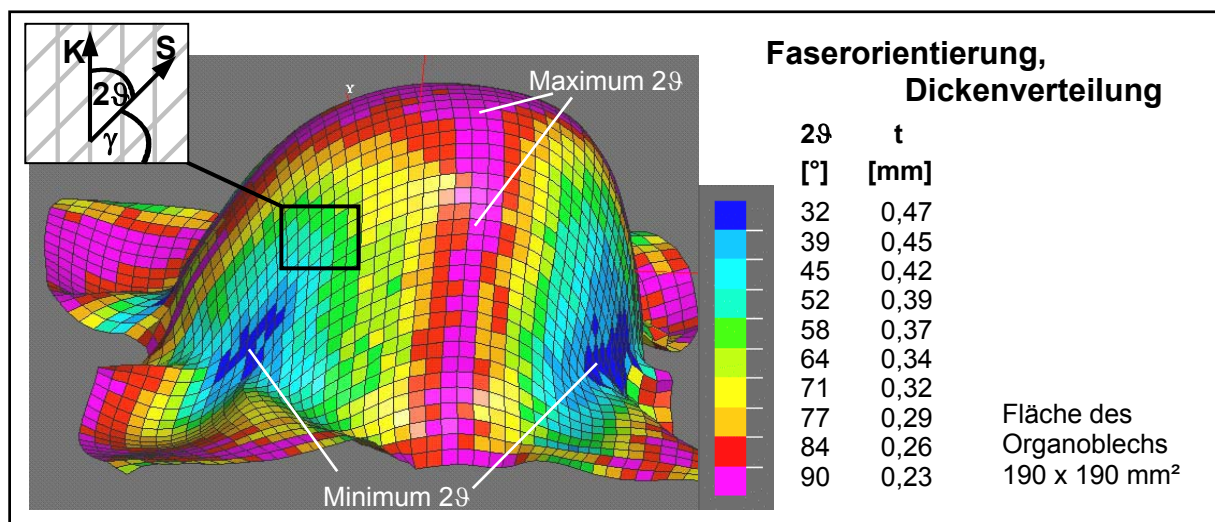 K
S
2ϑ
γ
Y
Maximum 2ϑ
Minimum 2ϑ
Faserorientierung,
Dickenverteilung
2ϑ t
[°] [mm]
32 0,47
39 0,45
45 0,42
52 0,39
58 0,37
64 0,34
71 0,32
77 0,29
84 0,26
90 0,23
Fläche des
Organoblechs
190 x 190 mm²